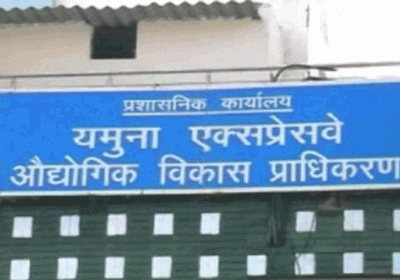 प्रशासनिक कार्यालय
यमुना एक्सप्रेसवे
औद्योगिक विकास प्राधिकरण